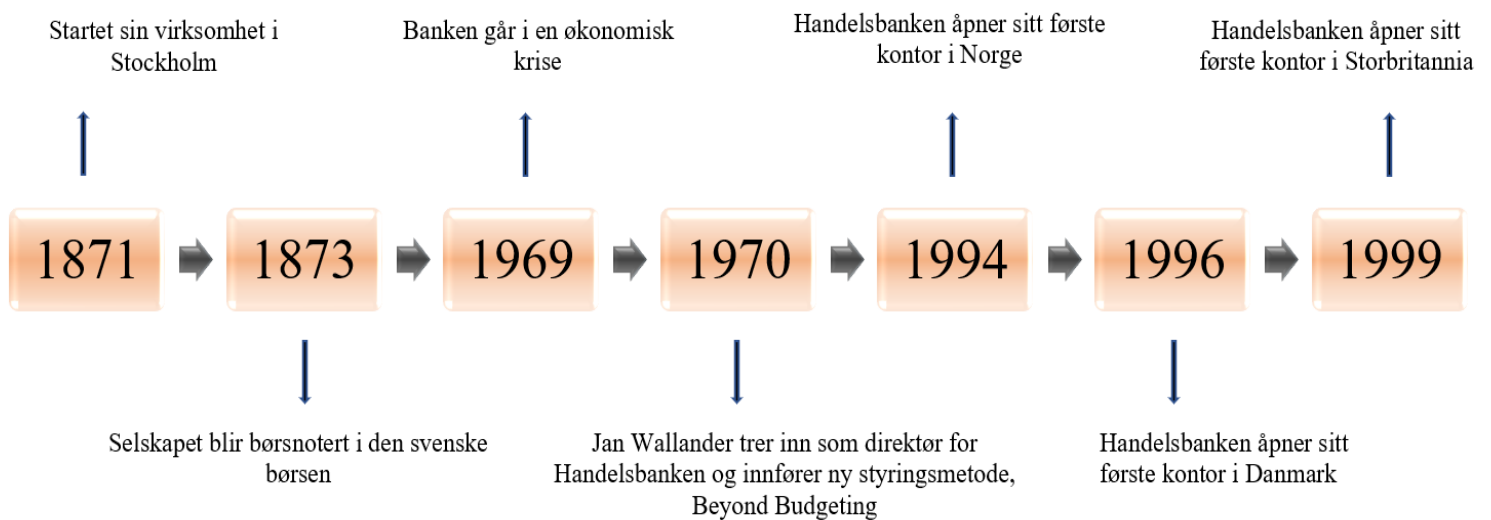 Startet sin virksomhet i
Stockholm
Banken går i en økonomisk
krise
Handelsbanken åpner sitt første
kontor i Norge
Handelsbanken åpner sitt
første kontor i Storbritannia
1871
1873
1969
1970
1994
1996
1999
Selskapet blir børsnotert i den svenske
børsen
Jan Wallander trer inn som direktør for
Handelsbanken og innfører ny styringsmetode,
Beyond Budgeting
Handelsbanken åpner sitt
første kontor i Danmark